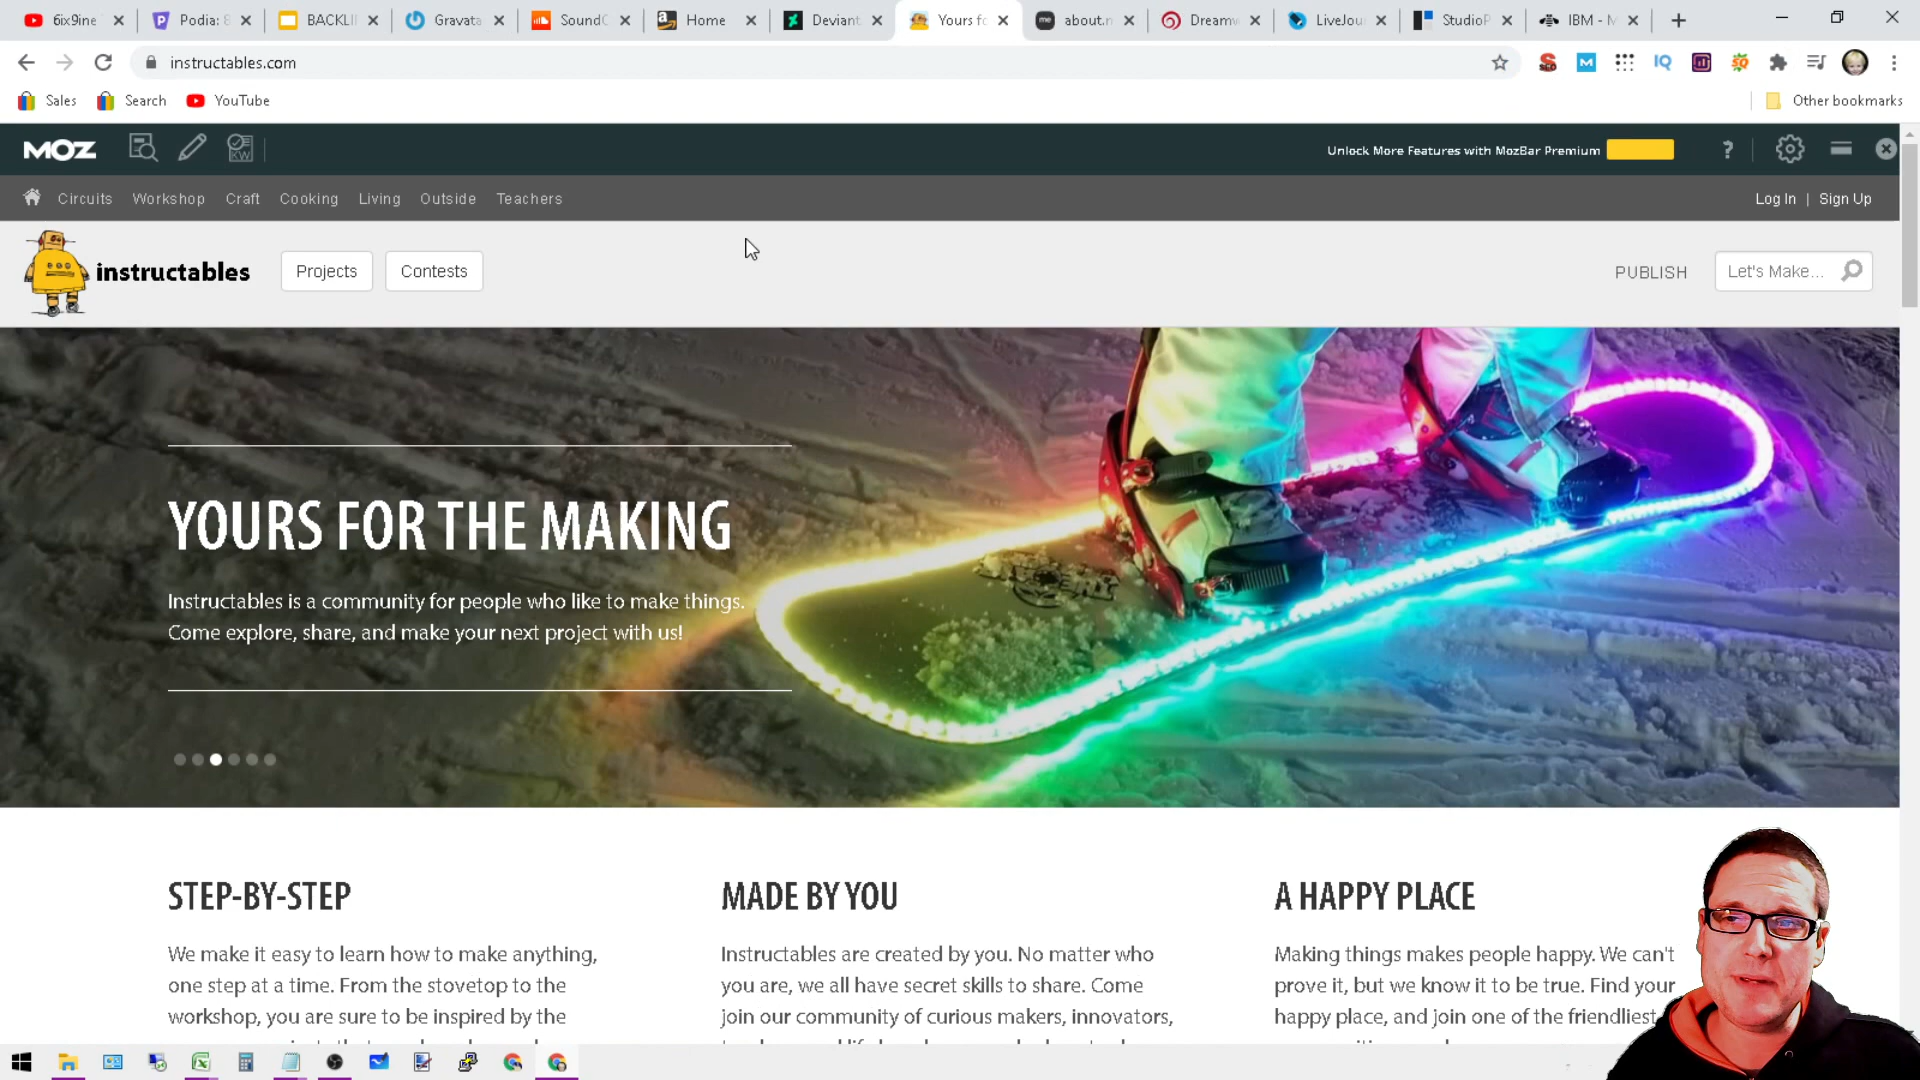 6ix9ine
Podia: 8
BACKLI
Gravata
SoundC
Home
Deviant
Yours fo
about.m
Dreamw
LiveJou
StudioP
IBM - M
instructables.com
Sales
Search
YouTube
Other bookmarks
MOZ
KW
Unlock More Features with MozBar Premium
?
Circuits Workshop Craft Cooking Living Outside Teachers
Log In | Sign Up
instructables
Projects
Contests
PUBLISH
Let's Make...
YOURS FOR THE MAKING
Instructables is a community for people who like to make things.
Come explore, share, and make your next project with us!
STEP-BY-STEP
We make it easy to learn how to make anything,
one step at a time. From the stovetop to the
workshop, you are sure to be inspired by the
MADE BY YOU
Instructables are created by you. No matter who
you are, we all have secret skills to share. Come
join our community of curious makers, innovators,
A HAPPY PLACE
Making things makes people happy. We can't
prove it, but we know it to be true. Find your
happy place, and join one of the friendliest